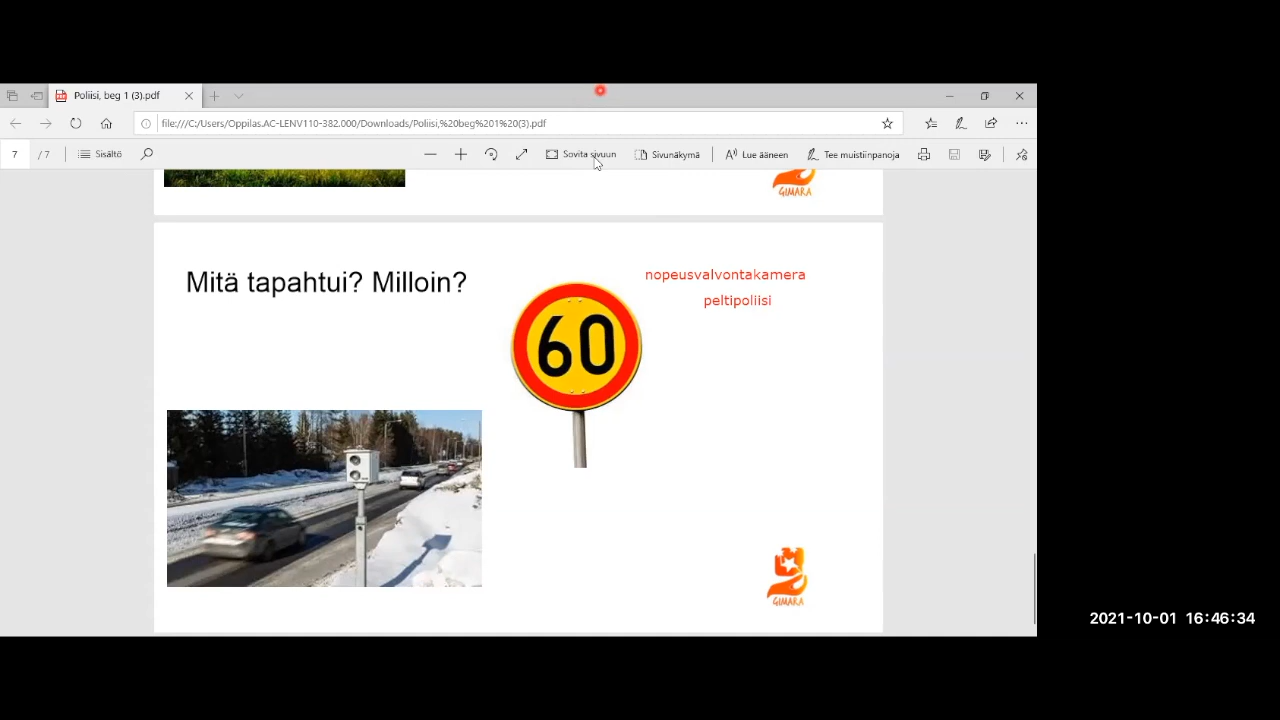 Poliisi, beg 1 (3).pdf
file:///C:/Users/Oppilas.AC-LENV110-382.000/Downloads/Poliisi,%20beg%201%20(3).pdf
7 / 7 Sisältö Sovita sivuun Sivunäkymä Lue ääneen Tee muistiinpanoja
GIMARA
Mitä tapahtui? Milloin?
nopeusvalvontakamera
peltipoliisi
60
GIMARA
2021-10-01 16:46:34